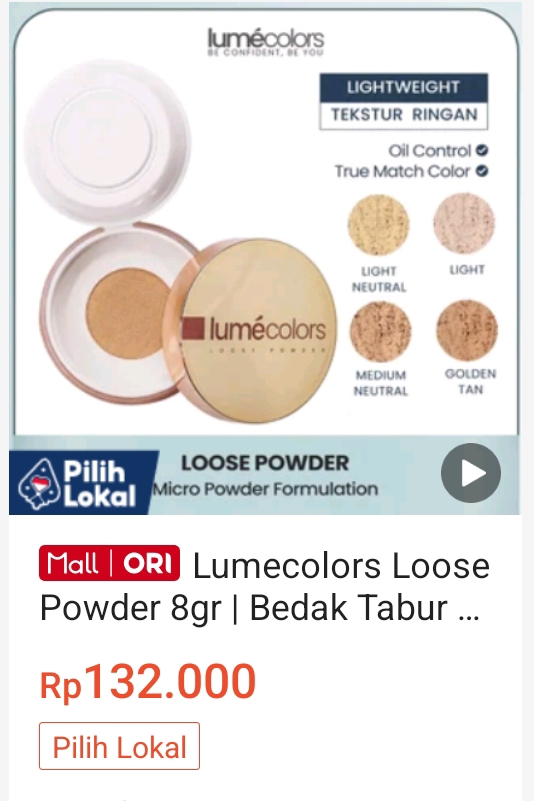 lumécolors
BE CONFIDENT, BE YOU
LIGHTWEIGHT
TEKSTUR RINGAN
Oil Control
True Match Color
LIGHT
NEUTRAL
LIGHT
lumécolors
LOOSE POWDER
MEDIUM
NEUTRAL
GOLDEN
TAN
Pilih
Lokal
LOOSE POWDER
Micro Powder Formulation
Mall | ORI Lumecolors Loose
Powder 8gr | Bedak Tabur ...
Rp132.000
Pilih Lokal